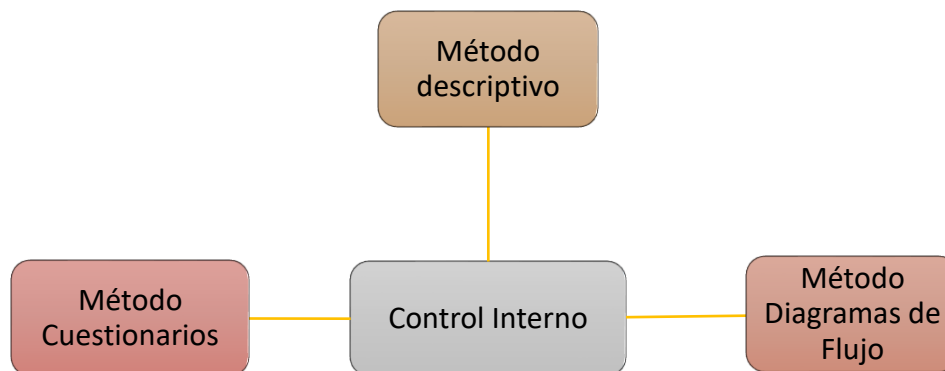 Método
descriptivo
Método
Cuestionarios
Control Interno
Método
Diagramas de
Flujo